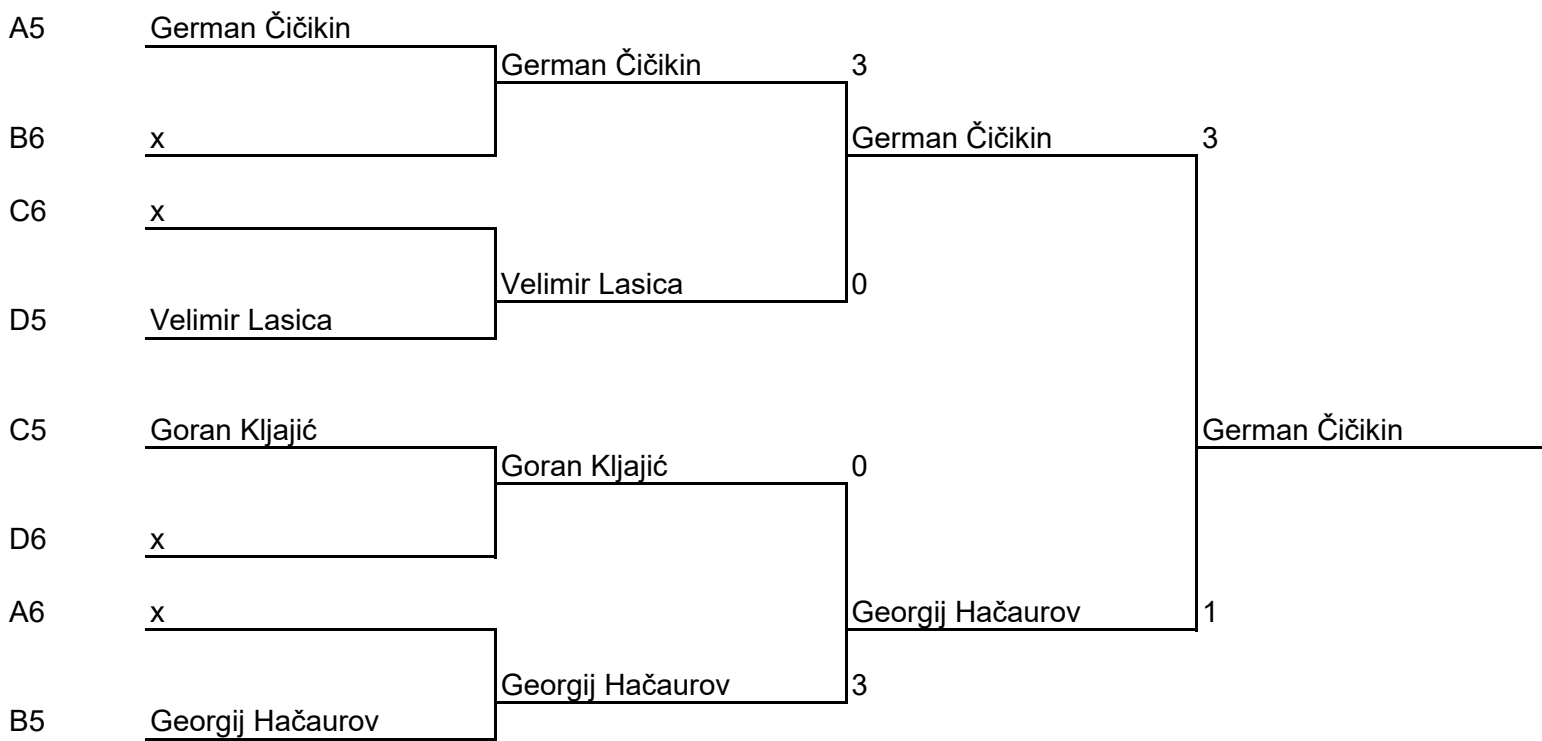 A5 German Čičikin
German Čičikin 3
B6 x German Čičikin 3
C6 x
Velimir Lasica 0
D5 Velimir Lasica
C5 Goran Kljajić German Čičikin
Goran Kljajić 0
D6 x
A6 x Georgij Hačaurov 1
Georgij Hačaurov 3
B5 Georgij Hačaurov